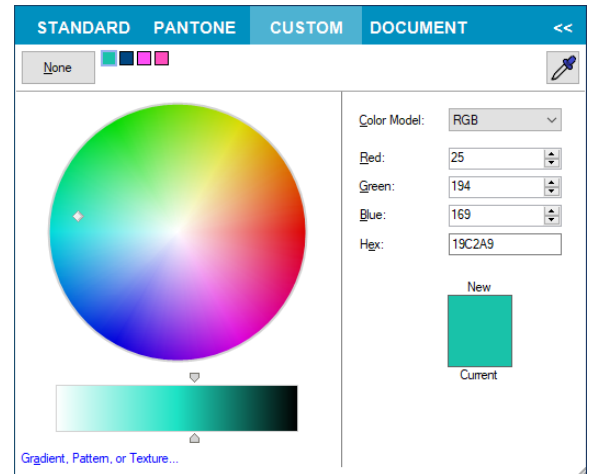 STANDARD PANTONE CUSTOM DOCUMENT <<
None
Color Model: RGB
Red: 25
Green: 194
Blue: 169
Hex: 19C2A9
New
Current
Gradient, Pattern, or Texture...